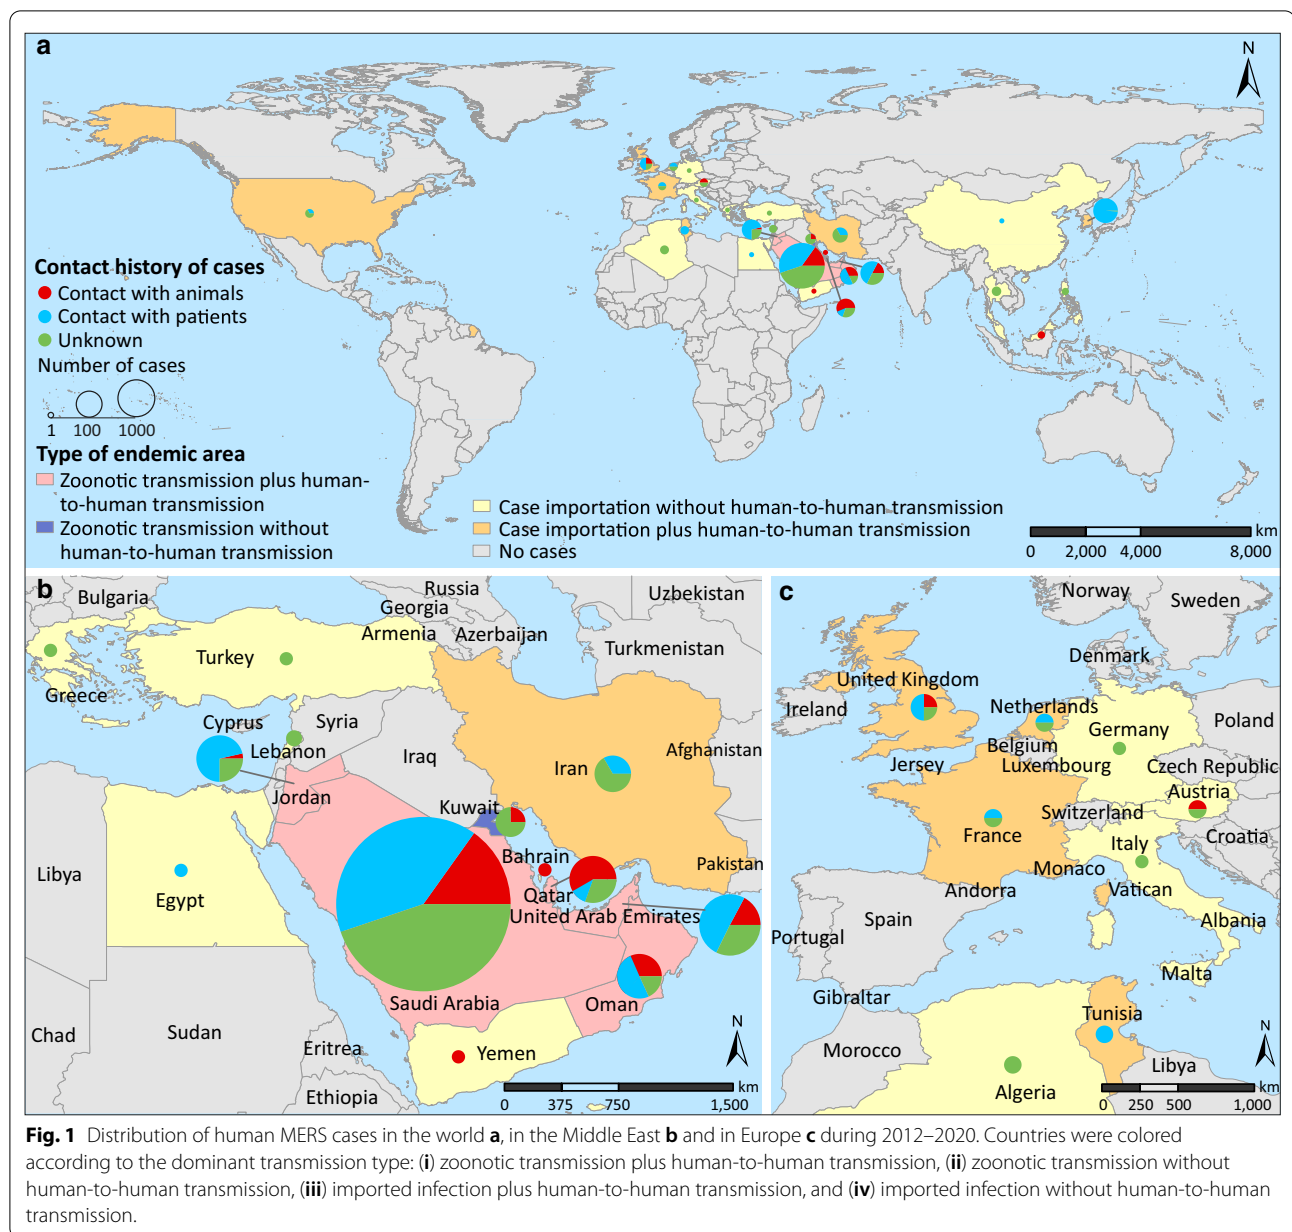 a
N
Contact history of cases
Contact with animals
Contact with patients
Unknown
Number of cases
1 100 1000
Type of endemic area
Zoonotic transmission plus human-
to-human transmission
Zoonotic transmission without
human-to-human transmission
Case importation without human-to-human transmission
Case importation plus human-to-human transmission
No cases
km
0 2,000 4,000 8,000
b
Bulgaria
Russia
Georgia
Uzbekistan
Armenia
Azerbaijan
Turkmenistan
Turkey
Greece
Cyprus
Syria
Lebanon
Iraq
Iran
Afghanistan
Jordan
Kuwait
Bahrain
Pakistan
Libya
Egypt
Qatar
United Arab Emirates
Saudi Arabia
Oman
Chad
Sudan
Eritrea
Yemen
Ethiopia
N
km
0 375 750 1,500
c
Norway
Sweden
Denmark
United Kingdom
Ireland
Netherlands
Germany
Poland
Belgium
Jersey
Luxembourg
Czech Republic
Austria
Switzerland
France
Croatia
Italy
Monaco
Andorra
Vatican
Spain
Albania
Portugal
Malta
Gibraltar
Tunisia
Morocco
Libya
Algeria
N
km
0 250 500 1,000
Fig. 1 Distribution of human MERS cases in the world a, in the Middle East b and in Europe c during 2012–2020. Countries were colored
according to the dominant transmission type: (i) zoonotic transmission plus human-to-human transmission, (ii) zoonotic transmission without
human-to-human transmission, (iii) imported infection plus human-to-human transmission, and (iv) imported infection without human-to-human
transmission.